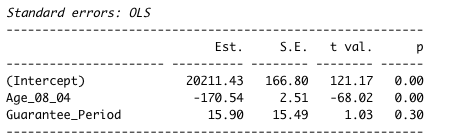 Standard errors: OLS
--------------------------------------------------------
Est. S.E. t val. p
--------------------- ---------- -------- -------- ------
(Intercept) 20211.43 166.80 121.17 0.00
Age_08_04 -170.54 2.51 -68.02 0.00
Guarantee_Period 15.90 15.49 1.03 0.30
--------------------------------------------------------